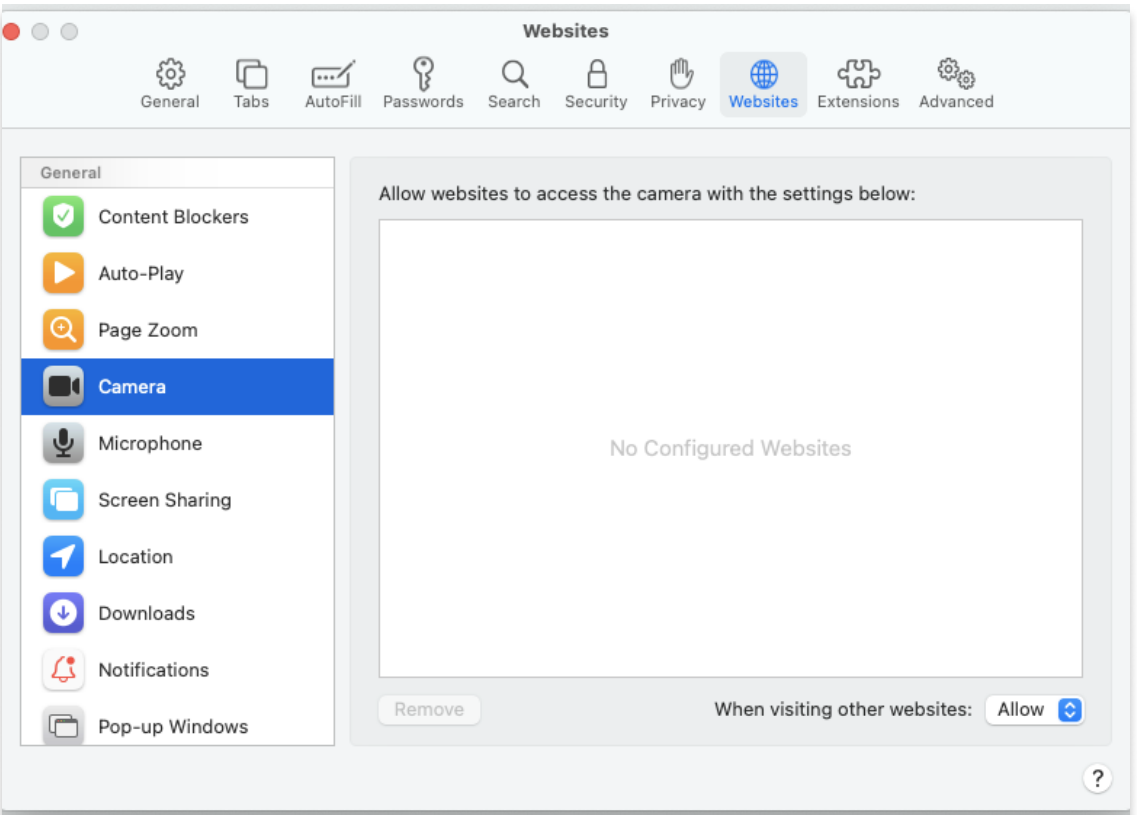 Websites
General
Tabs
AutoFill
Passwords
Search
Security
Privacy
Websites
Extensions
Advanced
General
Content Blockers
Auto-Play
Page Zoom
Camera
Microphone
Screen Sharing
Location
Downloads
Notifications
Pop-up Windows
Allow websites to access the camera with the settings below:
No Configured Websites
Remove
When visiting other websites: Allow
?